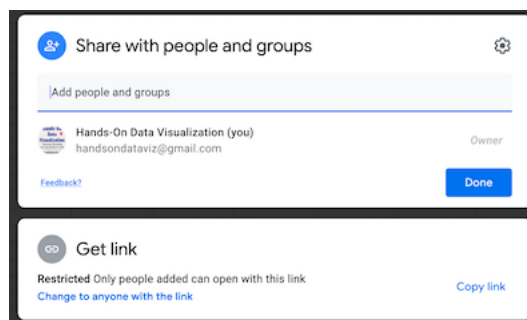 Share with people and groups
Add people and groups
Hands-On Data Visualization (you)
handsondataviz@gmail.com
Owner
Feedback?
Done
Get link
Restricted Only people added can open with this link
Change to anyone with the link
Copy link